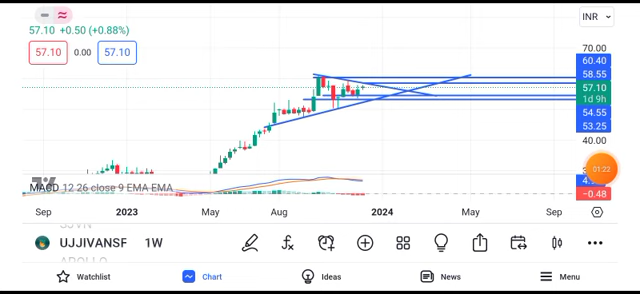 57.10 +0.50 (+0.88%)
INR
57.10 0.00 57.10
70.00
60.40
58.55
57.10
1d 9h
54.55
53.25
40.00
01:22
MACD 12 26 close 9 EMA EMA
−0.48
Sep 2023 May Aug 2024 May Sep
SJVN
UJJIVANSF 1W
APOLLO
Watchlist Chart Ideas News Menu